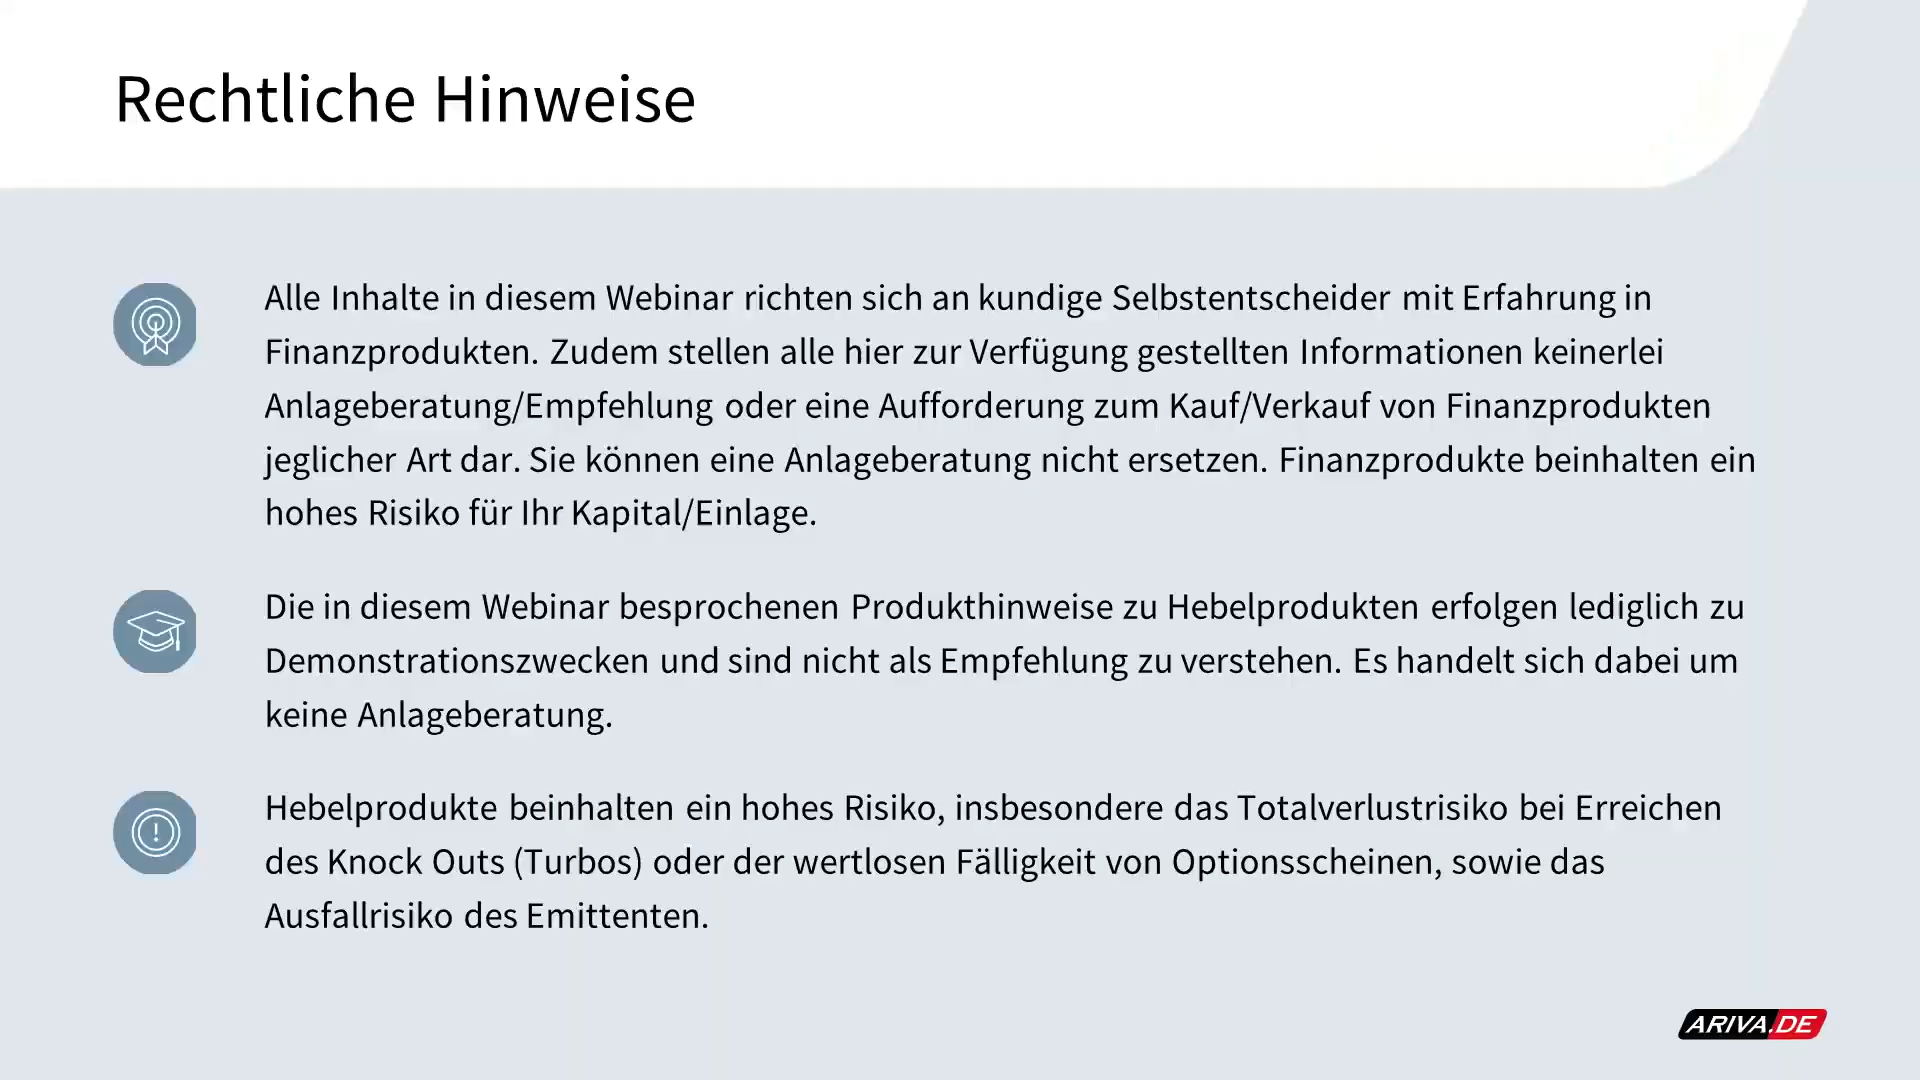 Rechtliche Hinweise
Alle Inhalte in diesem Webinar richten sich an kundige Selbstentscheider mit Erfahrung in
Finanzprodukten. Zudem stellen alle hier zur Verfügung gestellten Informationen keinerlei
Anlageberatung/Empfehlung oder eine Aufforderung zum Kauf/Verkauf von Finanzprodukten
jeglicher Art dar. Sie können eine Anlageberatung nicht ersetzen. Finanzprodukte beinhalten ein
hohes Risiko für Ihr Kapital/Einlage.
Die in diesem Webinar besprochenen Produkthinweise zu Hebelprodukten erfolgen lediglich zu
Demonstrationszwecken und sind nicht als Empfehlung zu verstehen. Es handelt sich dabei um
keine Anlageberatung.
Hebelprodukte beinhalten ein hohes Risiko, insbesondere das Totalverlustrisiko bei Erreichen
des Knock Outs (Turbos) oder der wertlosen Fälligkeit von Optionsscheinen, sowie das
Ausfallrisiko des Emittenten.
ARIVA.DE